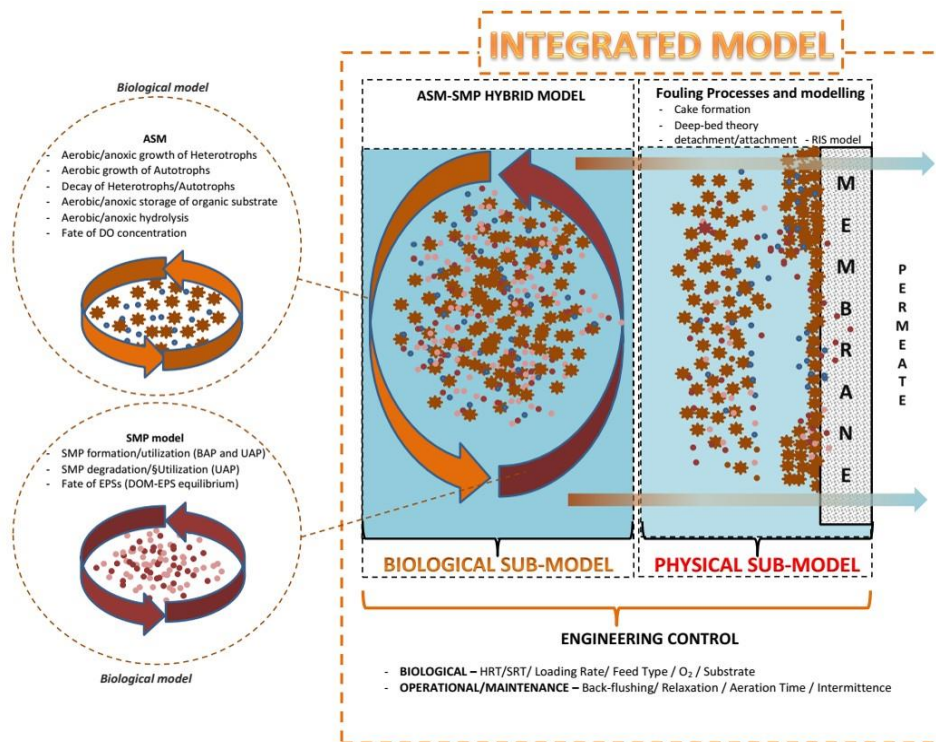 INTEGRATED MODEL
Biological model
ASM
- Aerobic/anoxic growth of Heterotrophs
- Aerobic growth of Autotrophs
- Decay of Heterotrophs/Autotrophs
- Aerobic/anoxic storage of organic substrate
- Aerobic/anoxic hydrolysis
- Fate of DO concentration
SMP model
- SMP formation/utilization (BAP and UAP)
- SMP degradation/§Utilization (UAP)
- Fate of EPSs (DOM-EPS equilibrium)
Biological model
ASM-SMP HYBRID MODEL
Fouling Processes and modelling
- Cake formation
- Deep-bed theory
- detachment/attachment - RIS model
MEMBRANE
PERMEATE
BIOLOGICAL SUB-MODEL
PHYSICAL SUB-MODEL
ENGINEERING CONTROL
- BIOLOGICAL – HRT/SRT/ Loading Rate/ Feed Type / O₂ / Substrate
- OPERATIONAL/MAINTENANCE – Back-flushing/ Relaxation / Aeration Time / Intermittence